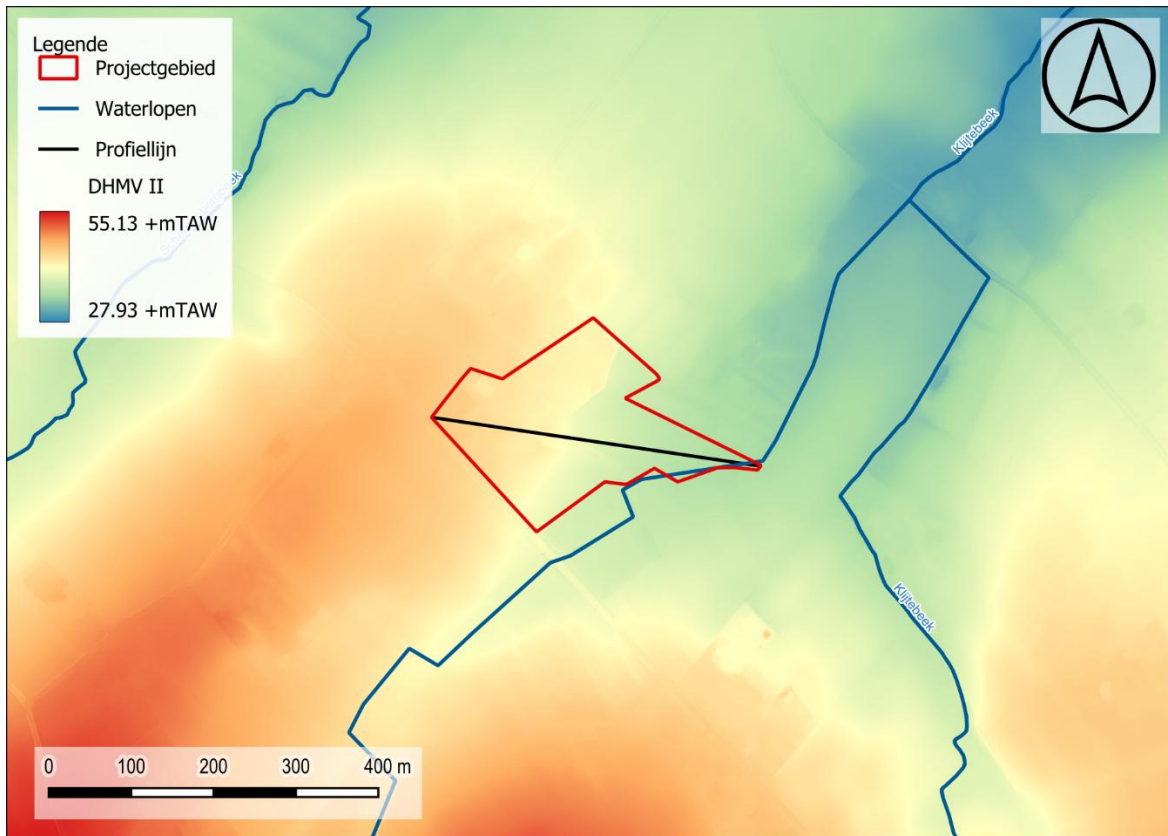 Legende
Projectgebied
Waterlopen
Profiellijn
DHMV II
55.13 +mTAW
27.93 +mTAW
Klijtebeek
Klijtebeek
0 100 200 300 400 m